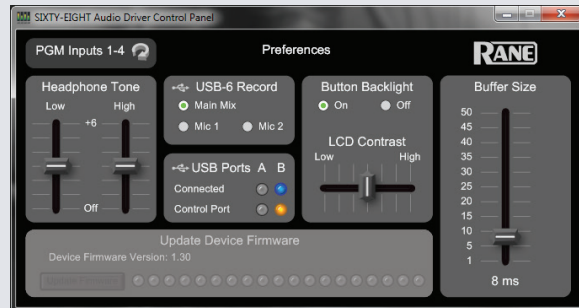 SIXTY-EIGHT Audio Driver Control Panel
PGM Inputs 1-4
Preferences
RANE
Headphone Tone
Low High
+6
Off
USB-6 Record
Main Mix
Mic 1 Mic 2
USB Ports A B
Connected
Control Port
Button Backlight
On Off
LCD Contrast
Low High
Buffer Size
50
45
40
35
30
25
20
15
10
5
1
8 ms
Update Device Firmware
Device Firmware Version: 1.30
Update Firmware